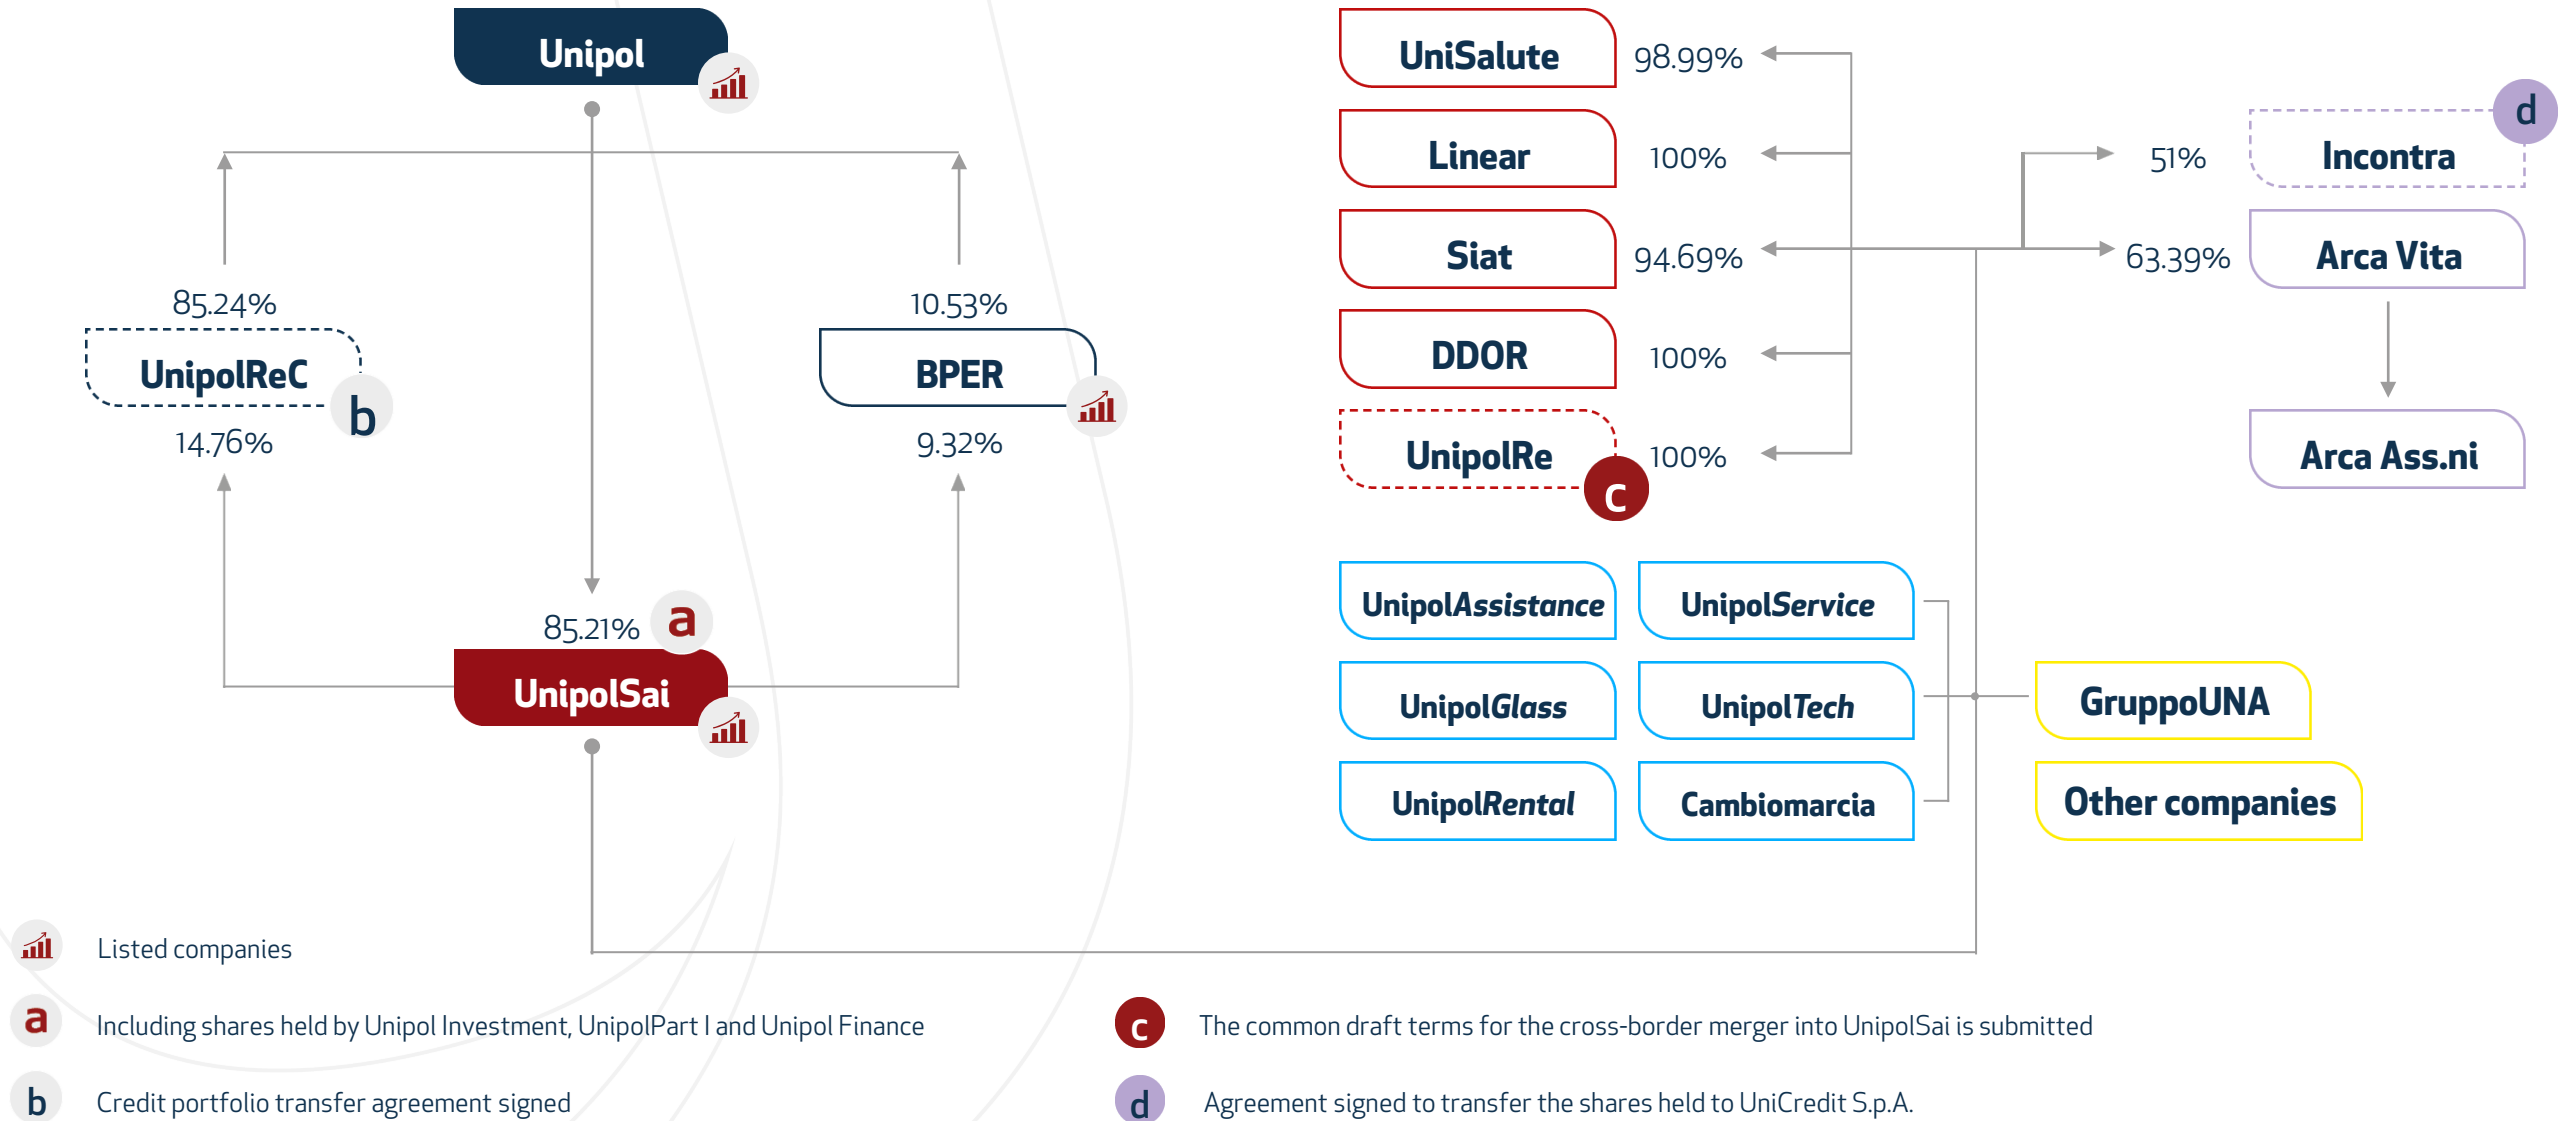 Unipol
85.24%
UnipolReC
b
14.76%
10.53%
BPER
9.32%
85.21%
a
UnipolSai
UniSalute
98.99%
Linear
100%
Siat
94.69%
DDOR
100%
UnipolRe
100%
c
51%
Incontra
d
63.39%
Arca Vita
Arca Ass.ni
UnipolAssistance
UnipolService
UnipolGlass
UnipolTech
UnipolRental
Cambiomarcia
GruppoUNA
Other companies
Listed companies
a
Including shares held by Unipol Investment, UnipolPart I and Unipol Finance
b
Credit portfolio transfer agreement signed
c
The common draft terms for the cross-border merger into UnipolSai is submitted
d
Agreement signed to transfer the shares held to UniCredit S.p.A.